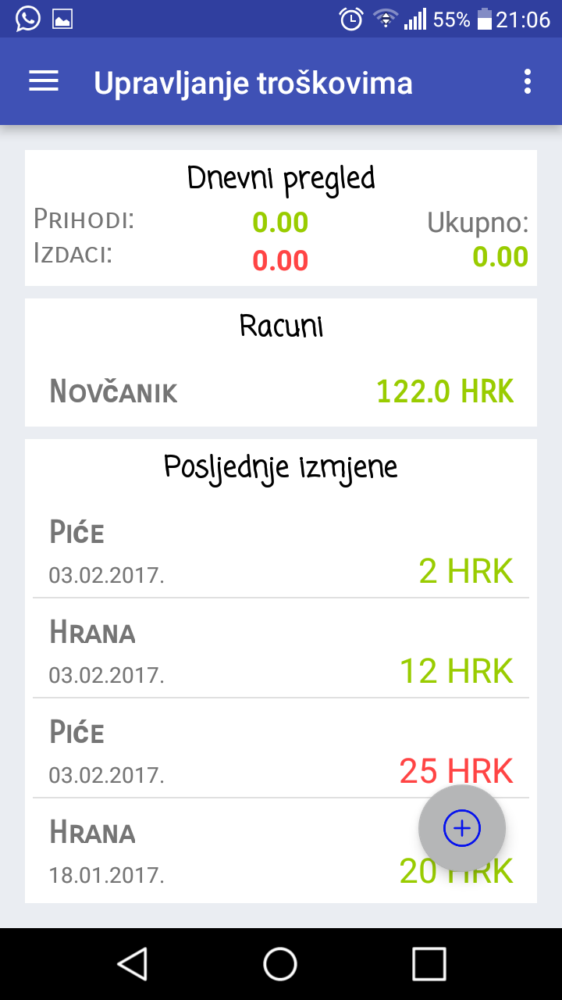 55% 21:06
Upravljanje troškovima
Dnevni pregled
Prihodi: 0.00 Ukupno:
Izdaci: 0.00 0.00
Racuni
Novčanik 122.0 HRK
Posljednje izmjene
Piće
03.02.2017. 2 HRK
Hrana
03.02.2017. 12 HRK
Piće
03.02.2017. 25 HRK
Hrana
18.01.2017. 20 HRK